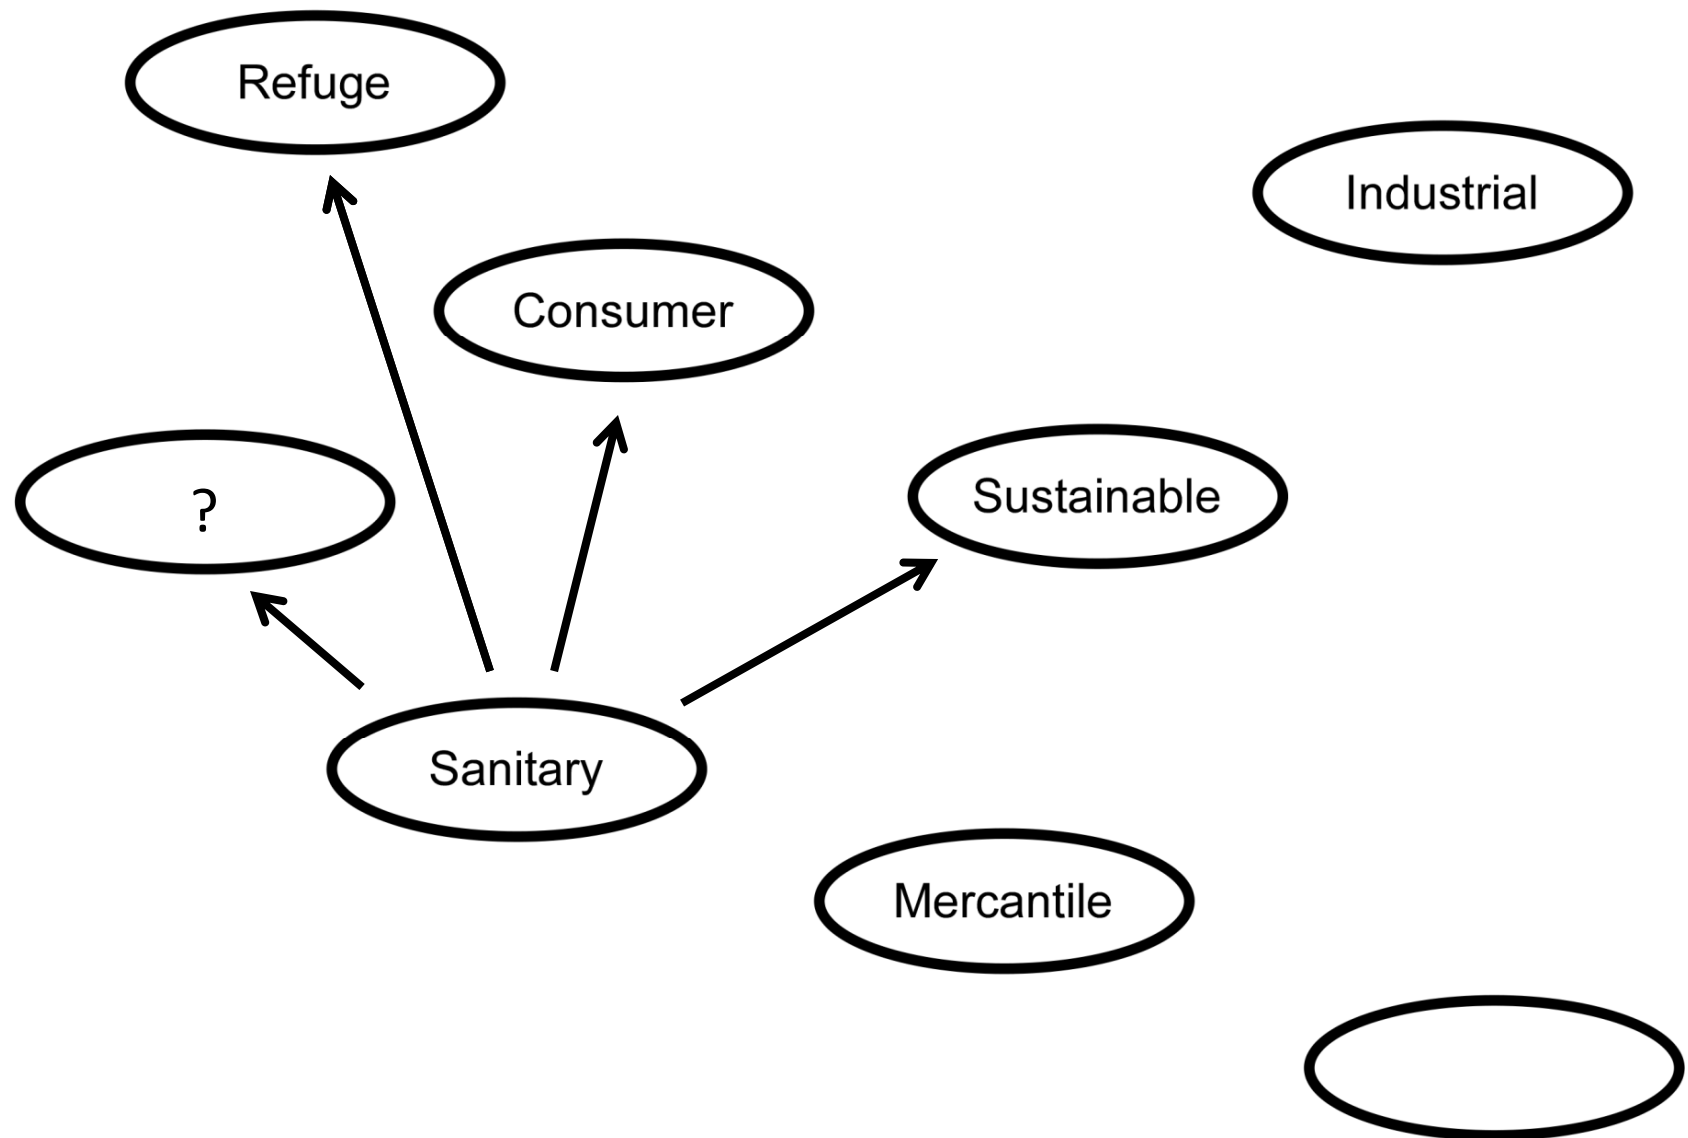 Refuge
Industrial
Consumer
?
Sustainable
Sanitary
Mercantile